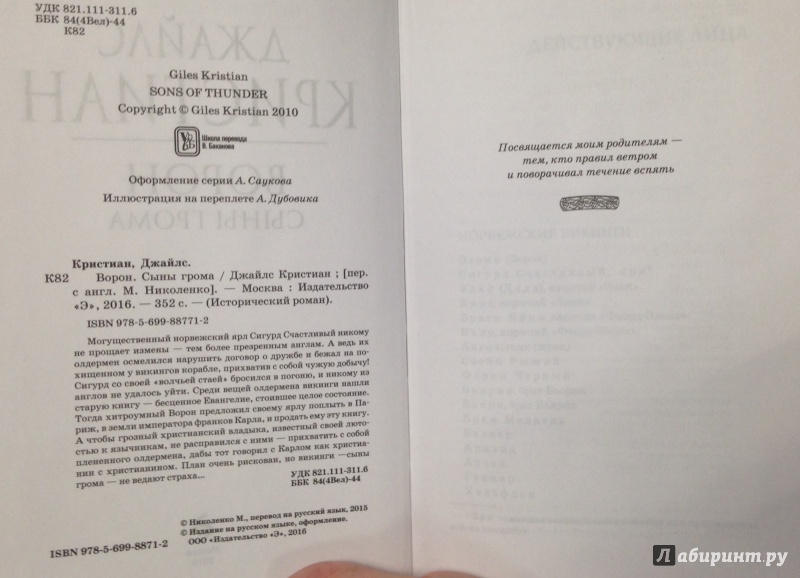 УДК 821.111-311.6
ББК 84(4Вел)-44
К82
Giles Kristian
SONS OF THUNDER
Copyright © Giles Kristian 2010
Школа перевода
В. Баканова
Оформление серии А. Саукова
Иллюстрация на переплете А. Дубовика
Кристиан, Джайлс.
К82 Ворон. Сыны грома / Джайлс Кристиан ; [пер.
с англ. М. Николенко]. — Москва : Издательство
«Э», 2016. — 352 с. — (Исторический роман).
ISBN 978-5-699-88771-2
Могущественный норвежский ярл Сигурд Счастливый никому
не прощает измены — тем более презренным англам. А ведь их
олдермен осмелился нарушить договор о дружбе и бежал на по-
хищенном у викингов корабле, прихватив с собой чужую добычу!
Сигурд со своей «волчьей стаей» бросился в погоню, и никому из
англов не удалось уйти. Среди вещей олдермена викинги нашли
старую книгу — бесценное Евангелие, стоившее целое состояние.
Тогда хитроумный Ворон предложил своему ярлу поплыть в Па-
риж, в земли императора франков Карла, и продать ему эту книгу.
А чтобы грозный христианский владыка, известный своей люто-
стью к язычникам, не расправился с ними — прихватить с собой
плененного олдермена, дабы тот говорил с Карлом как христиа-
нин с христианином. План очень рискован, но викинги —сыны
грома — не ведают страха...
УДК 821.111-311.6
ББК 84(4Вел)-44
© Николенко М., перевод на русский язык, 2015
© Издание на русском языке, оформление.
ООО «Издательство «Э», 2016
ISBN 978-5-699-88771-2
Посвящается моим родителям —
тем, кто правил ветром
и поворачивал течение вспять
ДЕЙСТВУЮЩИЕ ЛИЦА
НОРВЕЖСКИЕ ВИКИНГИ
ДЖАЙЛС
КРИСТИАН
ВОРОН
СЫНЫ ГРОМА
Лабиринт.ру